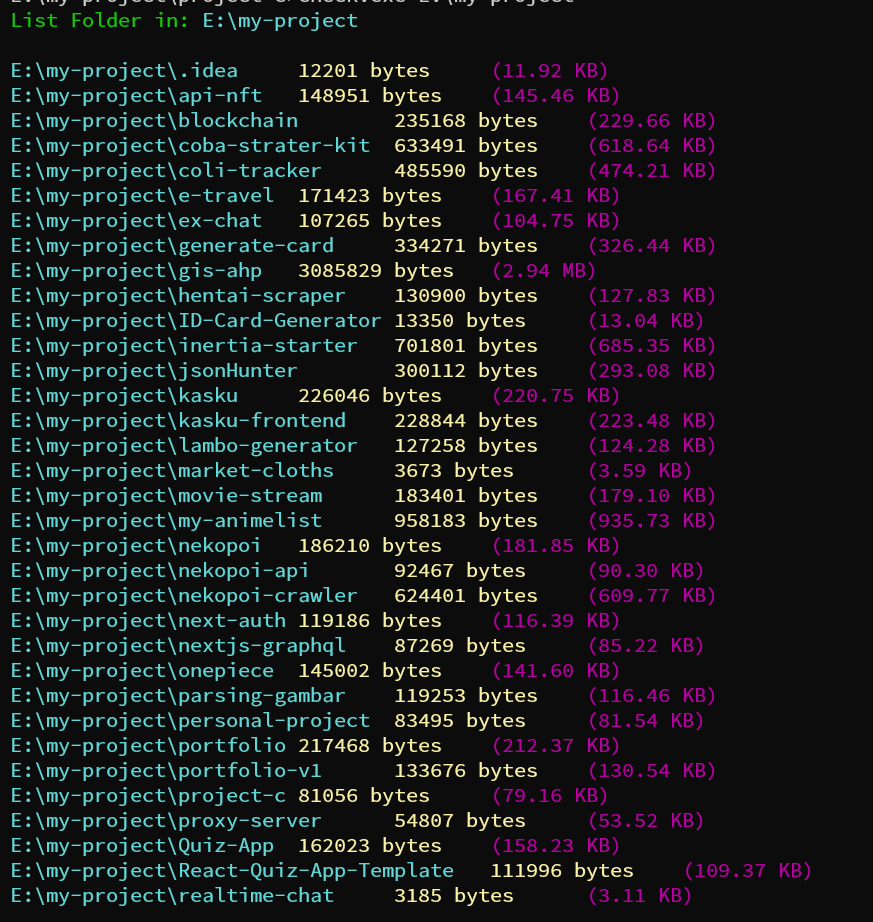 List Folder in: E:\my-project
E:\my-project\.idea 12201 bytes (11.92 KB)
E:\my-project\api-nft 148951 bytes (145.46 KB)
E:\my-project\blockchain 235168 bytes (229.66 KB)
E:\my-project\coba-strater-kit 633491 bytes (618.64 KB)
E:\my-project\coli-tracker 485590 bytes (474.21 KB)
E:\my-project\e-travel 171423 bytes (167.41 KB)
E:\my-project\ex-chat 107265 bytes (104.75 KB)
E:\my-project\generate-card 334271 bytes (326.44 KB)
E:\my-project\gis-ahp 3085829 bytes (2.94 MB)
E:\my-project\hentai-scraper 130900 bytes (127.83 KB)
E:\my-project\ID-Card-Generator 13350 bytes (13.04 KB)
E:\my-project\inertia-starter 701801 bytes (685.35 KB)
E:\my-project\jsonHunter 300112 bytes (293.08 KB)
E:\my-project\kasku 226046 bytes (220.75 KB)
E:\my-project\kasku-frontend 228844 bytes (223.48 KB)
E:\my-project\lambo-generator 127258 bytes (124.28 KB)
E:\my-project\market-cloths 3673 bytes (3.59 KB)
E:\my-project\movie-stream 183401 bytes (179.10 KB)
E:\my-project\my-animelist 958183 bytes (935.73 KB)
E:\my-project\nekopoi 186210 bytes (181.85 KB)
E:\my-project\nekopoi-api 92467 bytes (90.30 KB)
E:\my-project\nekopoi-crawler 624401 bytes (609.77 KB)
E:\my-project\next-auth 119186 bytes (116.39 KB)
E:\my-project\nextjs-graphql 87269 bytes (85.22 KB)
E:\my-project\onepiece 145002 bytes (141.60 KB)
E:\my-project\parsing-gambar 119253 bytes (116.46 KB)
E:\my-project\personal-project 83495 bytes (81.54 KB)
E:\my-project\portfolio 217468 bytes (212.37 KB)
E:\my-project\portfolio-v1 133676 bytes (130.54 KB)
E:\my-project\project-c 81056 bytes (79.16 KB)
E:\my-project\proxy-server 54807 bytes (53.52 KB)
E:\my-project\Quiz-App 162023 bytes (158.23 KB)
E:\my-project\React-Quiz-App-Template 111996 bytes (109.37 KB)
E:\my-project\realtime-chat 3185 bytes (3.11 KB)